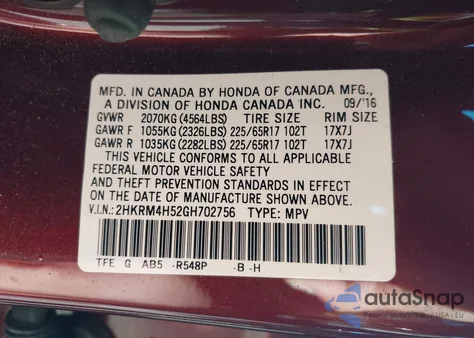 MFD. IN CANADA BY HONDA OF CANADA MFG.,
A DIVISION OF HONDA CANADA INC. 09/'16
GVWR 2070KG (4564LBS) TIRE SIZE RIM SIZE
GAWR F 1055KG (2326LBS) 225/65R17 102T 17X7J
GAWR R 1035KG (2282LBS) 225/65R17 102T 17X7J
THIS VEHICLE CONFORMS TO ALL APPLICABLE
FEDERAL MOTOR VEHICLE SAFETY
AND THEFT PREVENTION STANDARDS IN EFFECT
ON THE DATE OF MANUFACTURE SHOWN ABOVE.
V.I.N.: 2HKRM4H52GH702756 TYPE: MPV
TFE G AB5 -R548P -B -H
autoSnap